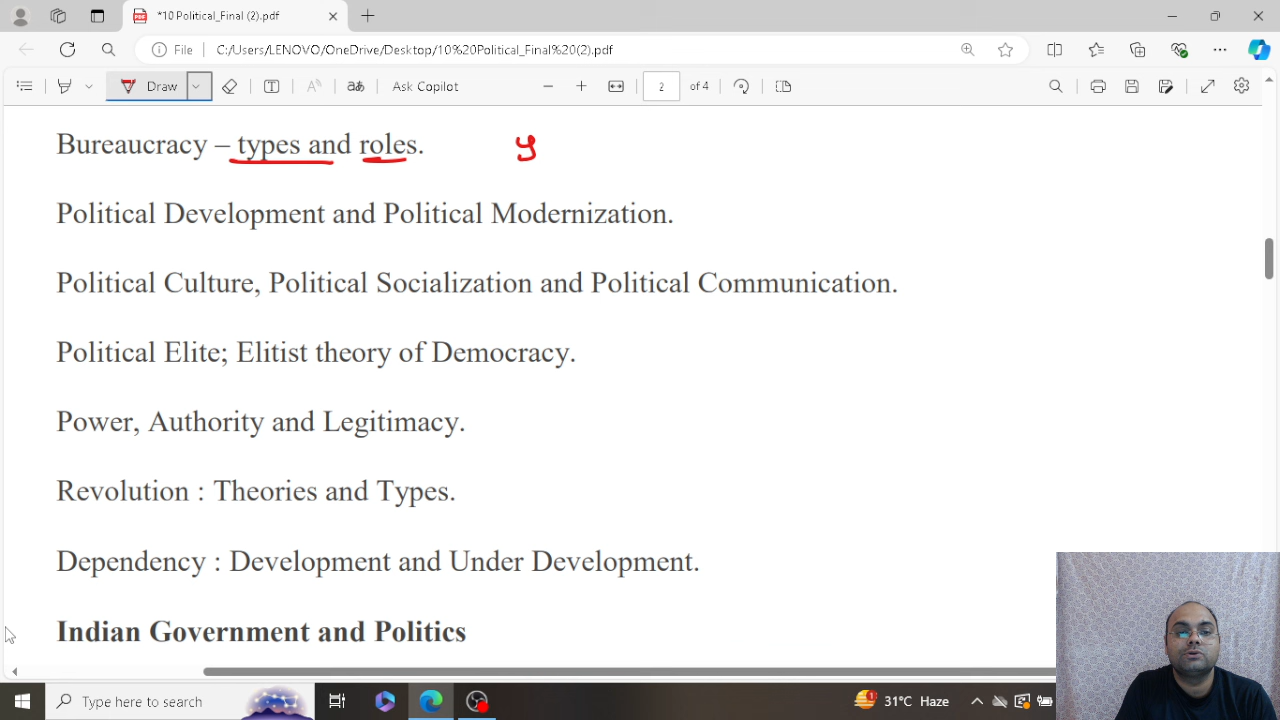 *10 Political_Final (2).pdf
File C:/Users/LENOVO/OneDrive/Desktop/10%20Political_Final%20(2).pdf
Draw Ask Copilot 2 of 4
Bureaucracy – types and roles. y
Political Development and Political Modernization.
Political Culture, Political Socialization and Political Communication.
Political Elite; Elitist theory of Democracy.
Power, Authority and Legitimacy.
Revolution : Theories and Types.
Dependency : Development and Under Development.
Indian Government and Politics
Type here to search 1 31°C Haze